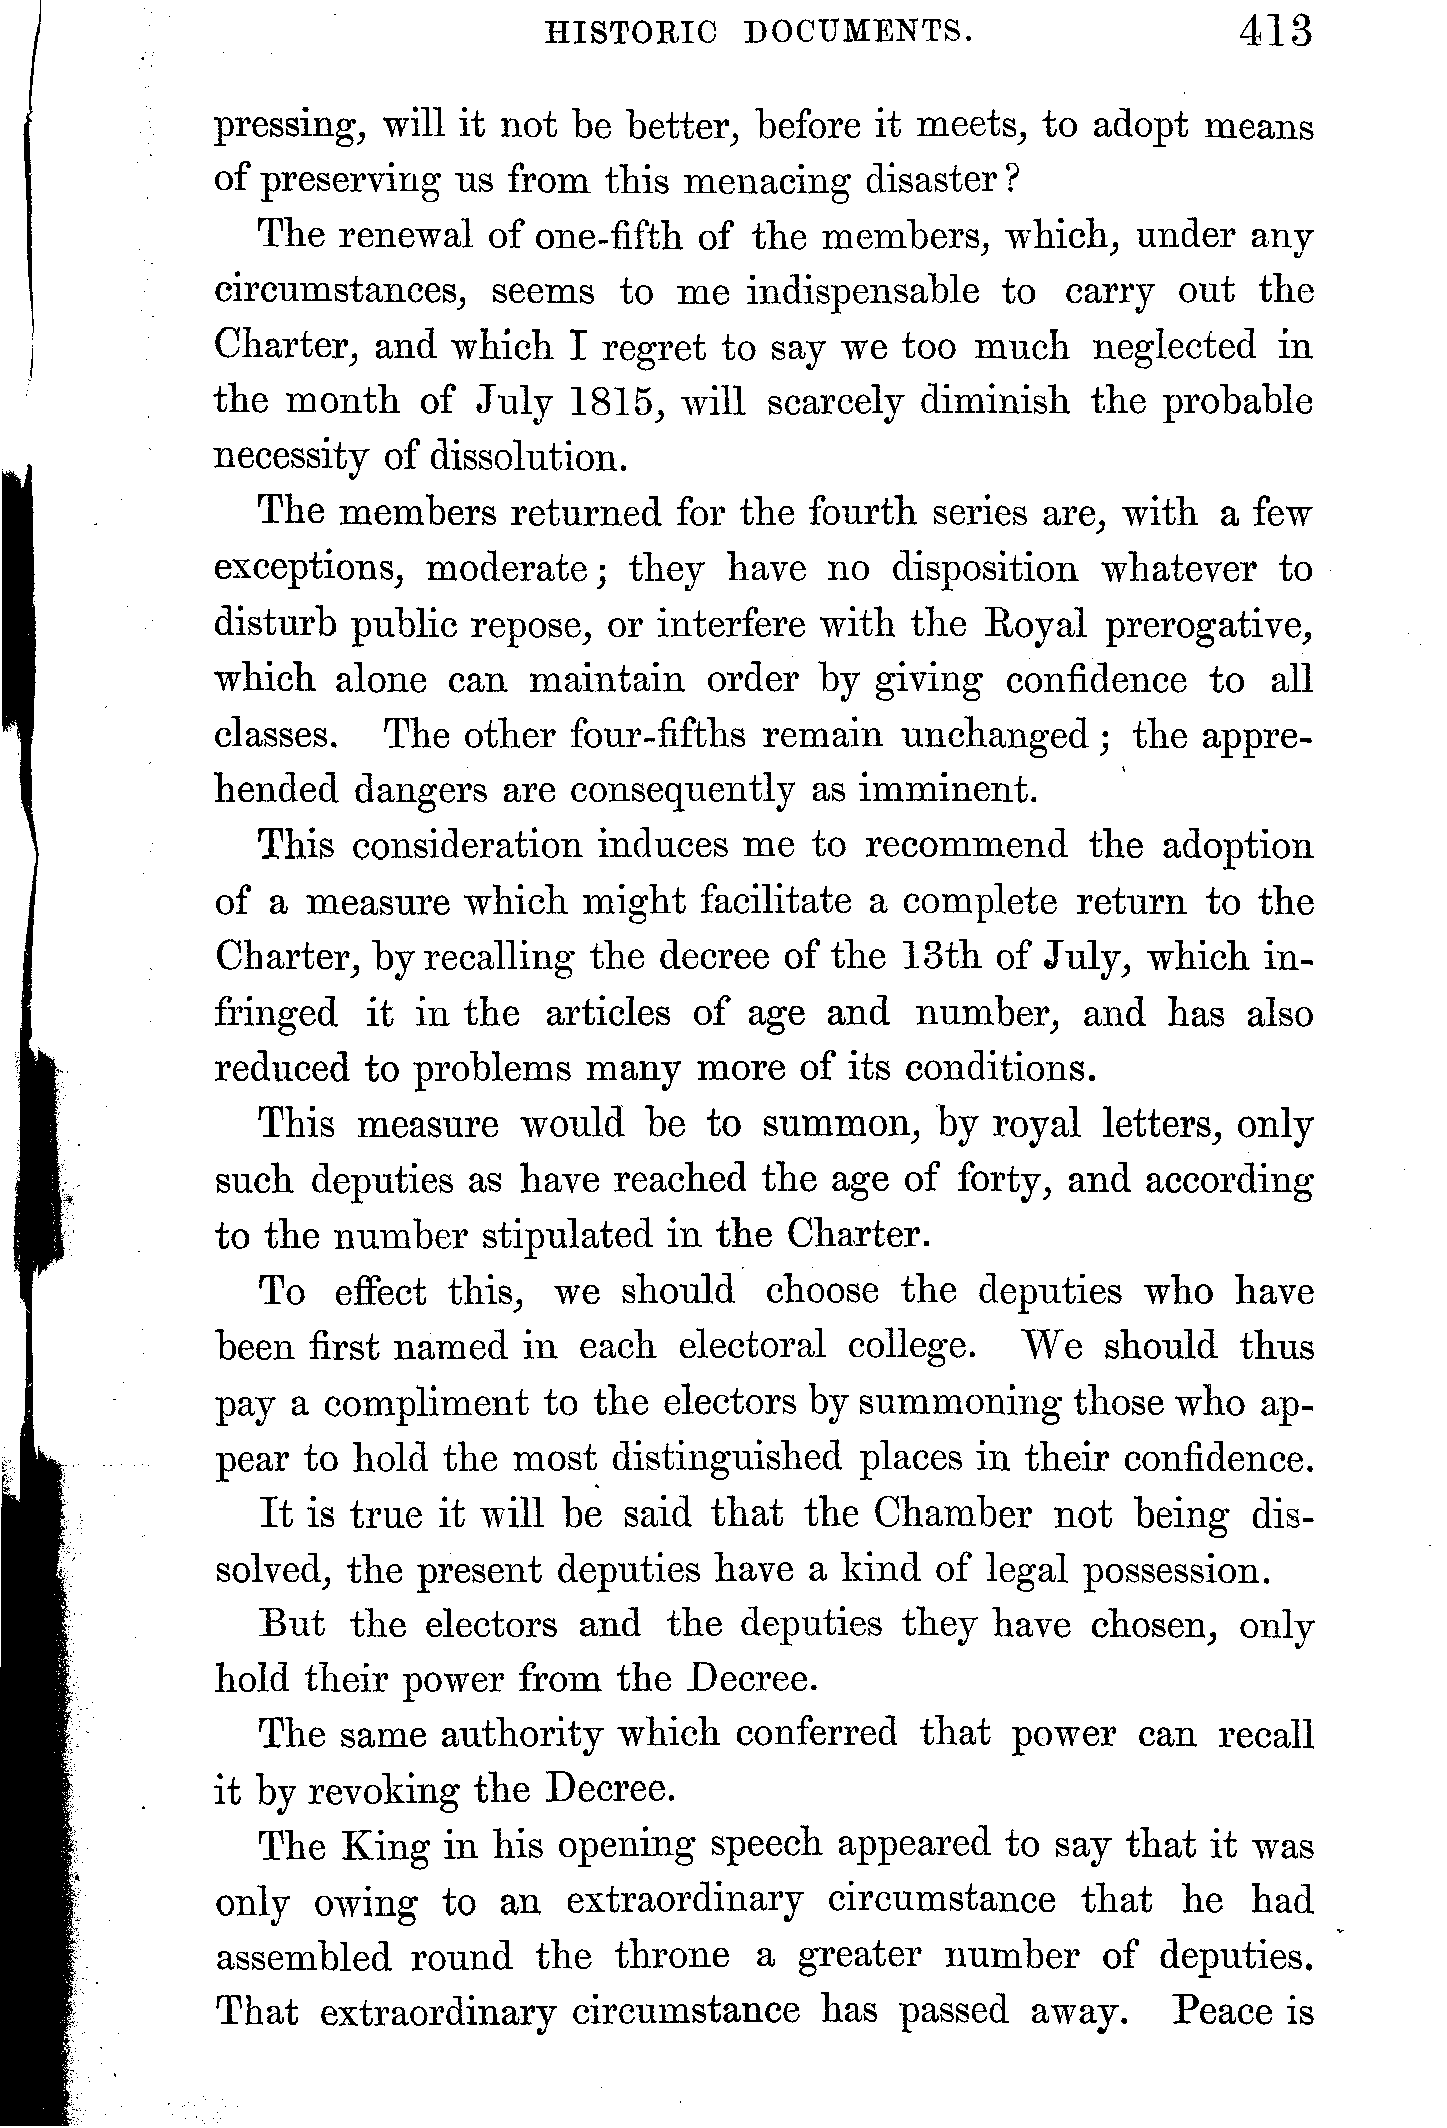 HISTORIC DOCUMENTS. 413
pressing, will it not be better, before it meets, to adopt means
of preserving us from this menacing disaster?
The renewal of one-fifth of the members, which, under any
circumstances, seems to me indispensable to carry out the
Charter, and which I regret to say we too much neglected in
the month of July 1815, will scarcely diminish the probable
necessity of dissolution.
The members returned for the fourth series are, with a few
exceptions, moderate; they have no disposition whatever to
disturb public repose, or interfere with the Royal prerogative,
which alone can maintain order by giving confidence to all
classes. The other four-fifths remain unchanged; the appre-
hended dangers are consequently as imminent.
This consideration induces me to recommend the adoption
of a measure which might facilitate a complete return to the
Charter, by recalling the decree of the 13th of July, which in-
fringed it in the articles of age and number, and has also
reduced to problems many more of its conditions.
This measure would be to summon, by royal letters, only
such deputies as have reached the age of forty, and according
to the number stipulated in the Charter.
To effect this, we should choose the deputies who have
been first named in each electoral college. We should thus
pay a compliment to the electors by summoning those who ap-
pear to hold the most distinguished places in their confidence.
It is true it will be said that the Chamber not being dis-
solved, the present deputies have a kind of legal possession.
But the electors and the deputies they have chosen, only
hold their power from the Decree.
The same authority which conferred that power can recall
it by revoking the Decree.
The King in his opening speech appeared to say that it was
only owing to an extraordinary circumstance that he had
assembled round the throne a greater number of deputies.
That extraordinary circumstance has passed away. Peace is